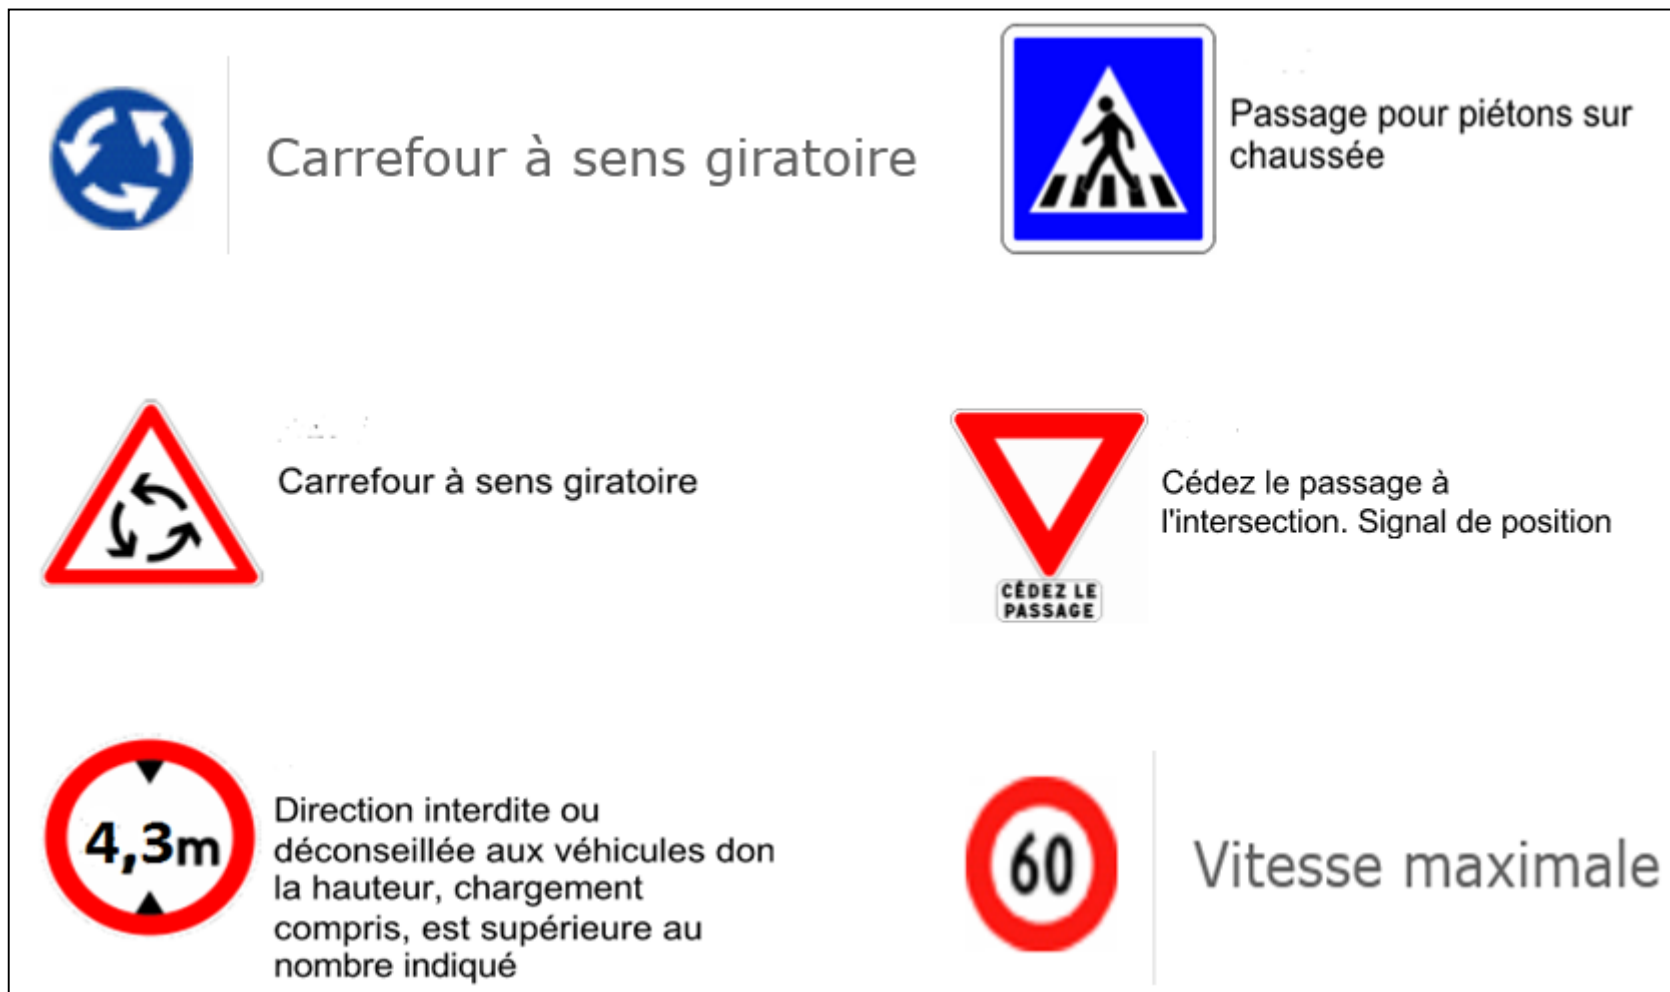 Carrefour à sens giratoire
Passage pour piétons sur
chaussée
Carrefour à sens giratoire
CÉDEZ LE
PASSAGE
Cédez le passage à
l'intersection. Signal de position
4,3m
Direction interdite ou
déconseillée aux véhicules don
la hauteur, chargement
compris, est supérieure au
nombre indiqué
60
Vitesse maximale